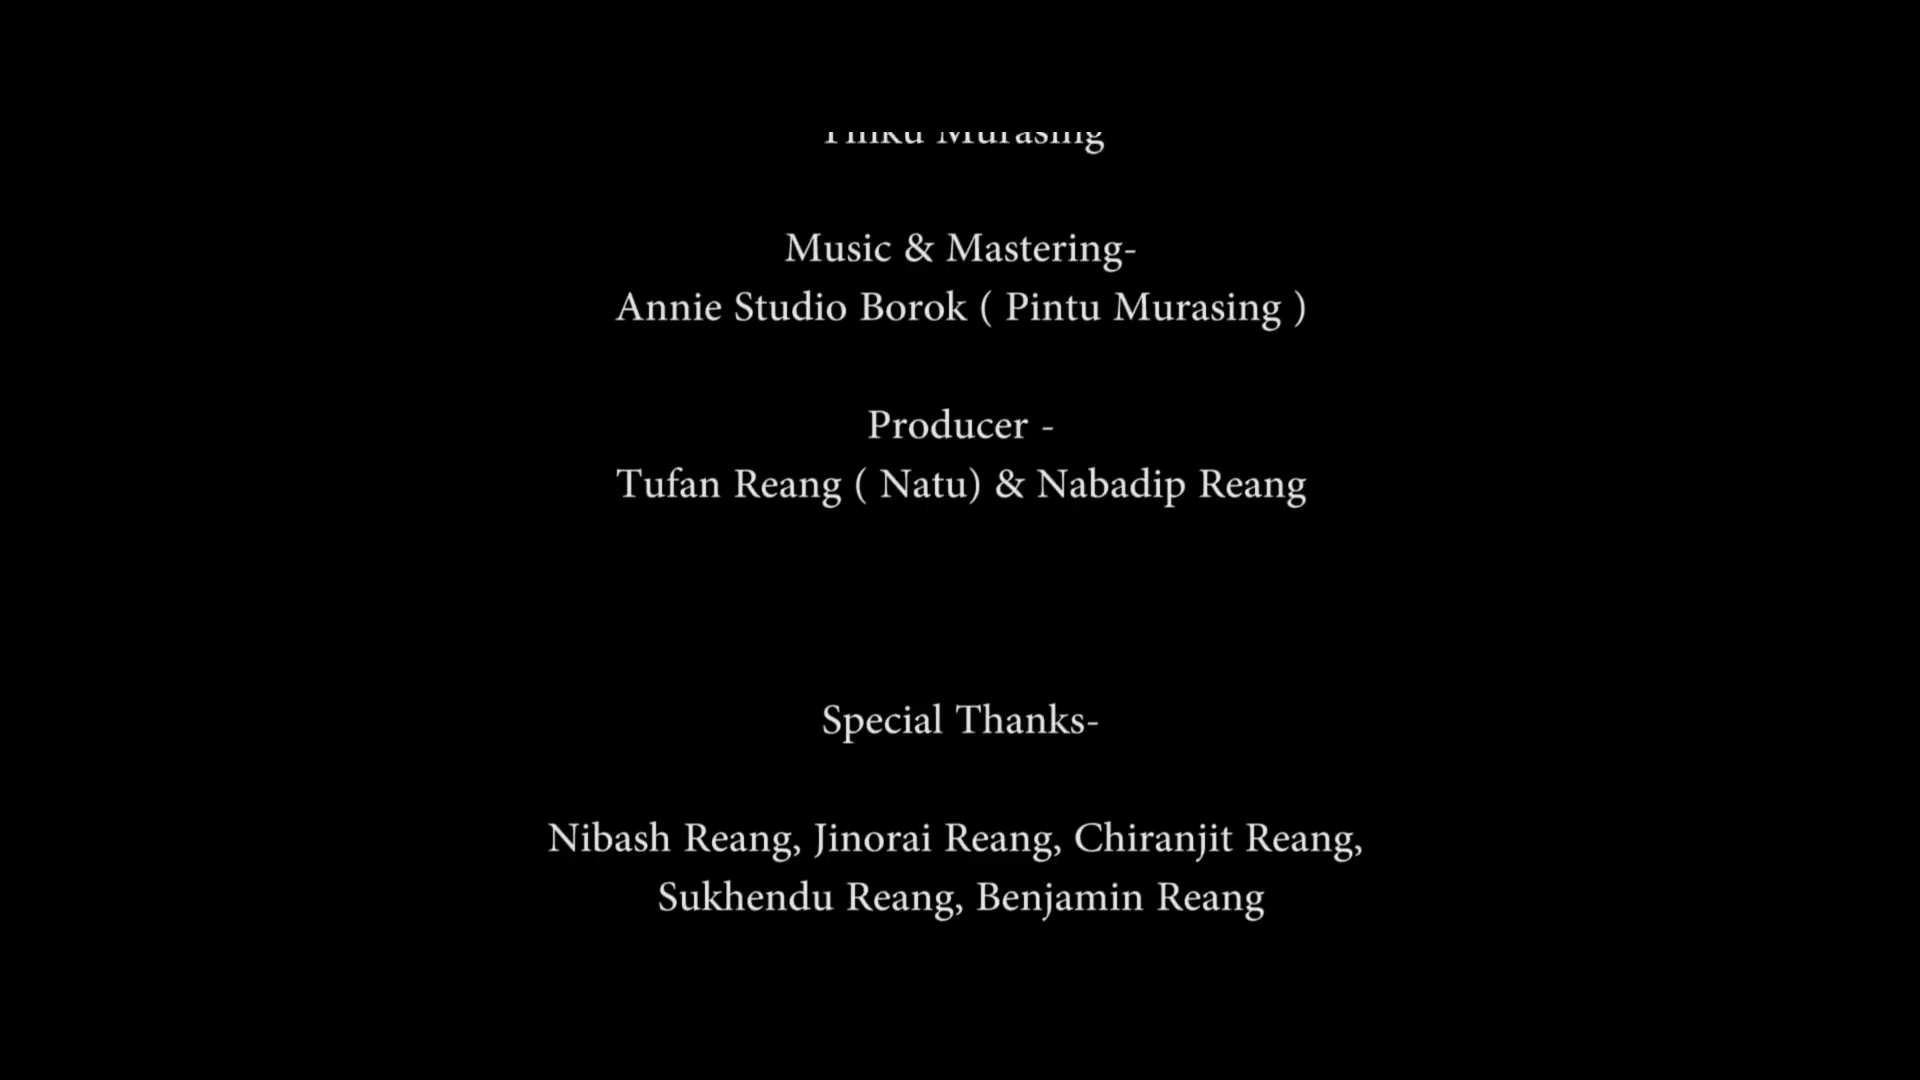 Murasing
Music & Mastering-
Annie Studio Borok ( Pintu Murasing )
Producer -
Tufan Reang ( Natu) & Nabadip Reang
Special Thanks-
Nibash Reang, Jinorai Reang, Chiranjit Reang,
Sukhendu Reang, Benjamin Reang